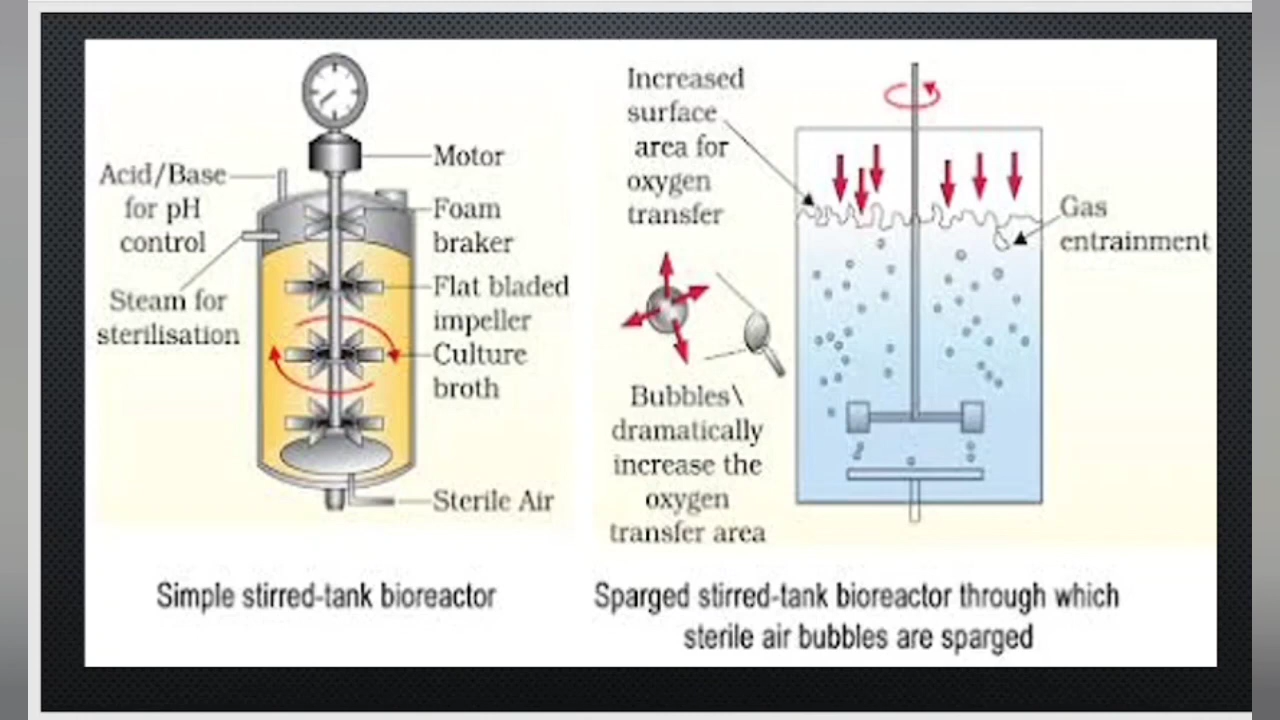 Acid/Base
for pH
control
Steam for
sterilisation
Motor
Foam
braker
Flat bladed
impeller
Culture
broth
Sterile Air
Simple stirred-tank bioreactor
Increased
surface
area for
oxygen
transfer
Gas
entrainment
Bubbles\
dramatically
increase the
oxygen
transfer area
Sparged stirred-tank bioreactor through which
sterile air bubbles are sparged